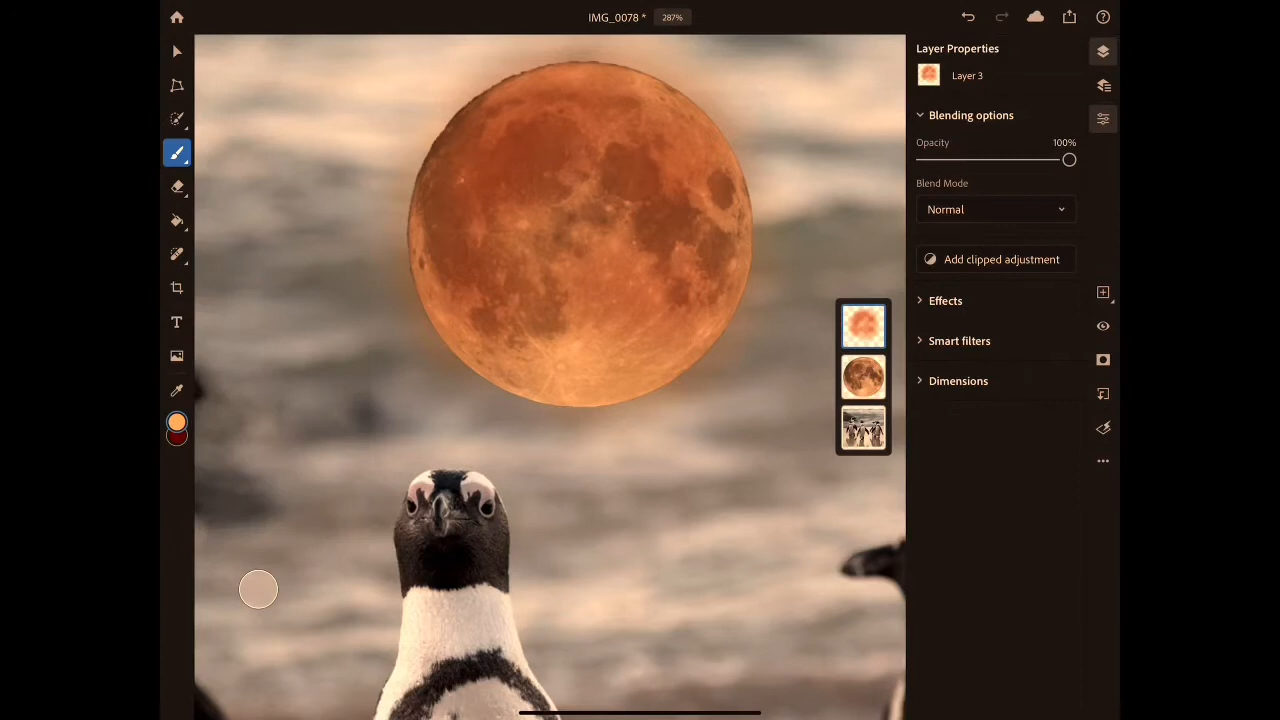 IMG_0078 * 287%
Layer Properties
Layer 3
Blending options
Opacity 100%
Blend Mode
Normal
Add clipped adjustment
Effects
Smart filters
Dimensions